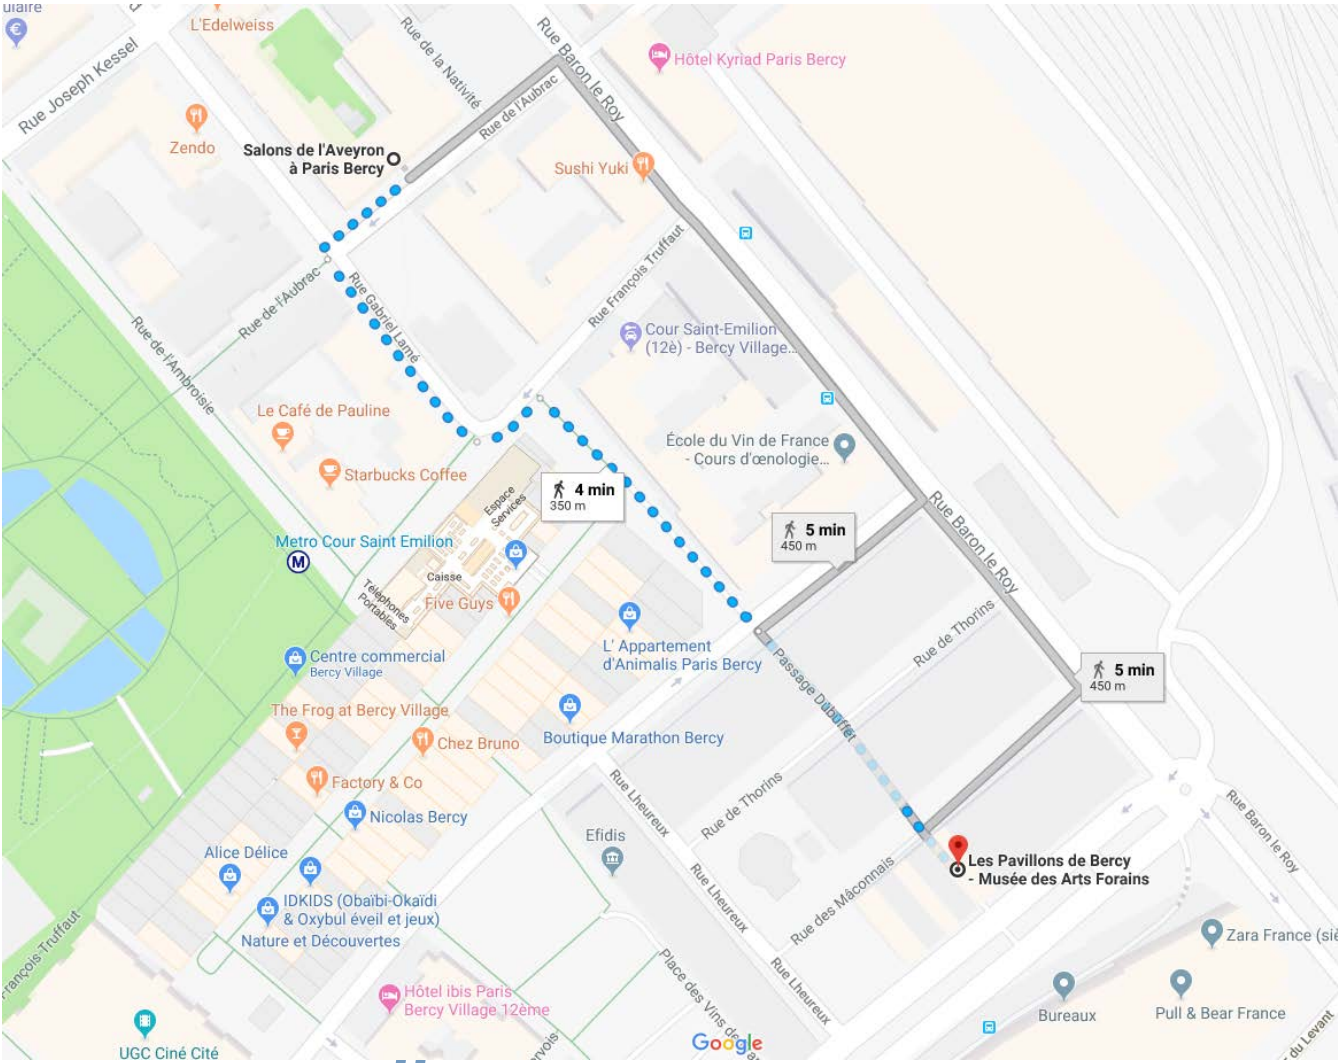 ulaire
L'Edelweiss
Rue Joseph Kessel
Rue de la Nativité
Rue Baron le Roy
Hôtel Kyriad Paris Bercy
Rue de l'Aubrac
Zendo
Salons de l'Aveyron
à Paris Bercy
Sushi Yuki
Rue François Truffaut
Rue de l'Aubrac
Rue Gabriel Lamé
Rue de l'Ambroisie
Cour Saint-Emilion
(12è) - Bercy Village...
Le Café de Pauline
École du Vin de France
- Cours d'œnologie...
Starbucks Coffee
4 min
350 m
Espace
Services
Rue Baron le Roy
5 min
450 m
Metro Cour Saint Emilion
M
Caisse
Téléphones
Portables
Five Guys
Rue de Thorins
L' Appartement
d'Animalis Paris Bercy
Centre commercial
Bercy Village
Passage Dubuffet
5 min
450 m
The Frog at Bercy Village
Chez Bruno
Boutique Marathon Bercy
Factory & Co
Rue Lheureux
Rue de Thorins
Nicolas Bercy
Efidis
Rue Baron le Roy
Alice Délice
Les Pavillons de Bercy
- Musée des Arts Forains
IDKIDS (Obaïbi-Okaïdi
& Oxybul éveil et jeux)
Rue Lheureux
Rue des Mâconnais
Nature et Découvertes
François Truffaut
Zara France (siè
Place des Vins de
Rue Lheureux
Hôtel ibis Paris
Bercy Village 12ème
Bureaux
Pull & Bear France
Google
UGC Ciné Cité
du Levant